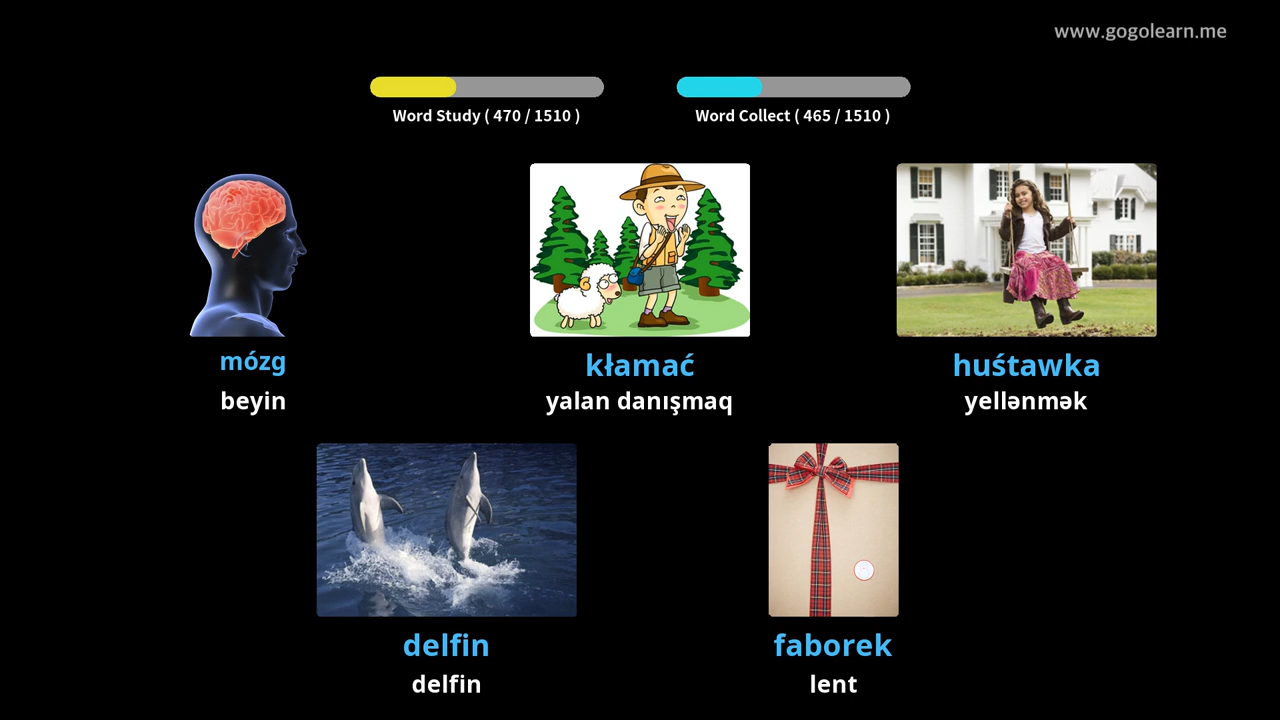 www.gogolearn.me
Word Study ( 470 / 1510 )
Word Collect ( 465 / 1510 )
mózg
kłamać
huśtawka
beyin
yalan danışmaq
yellənmək
delfin
faborek
delfin
lent